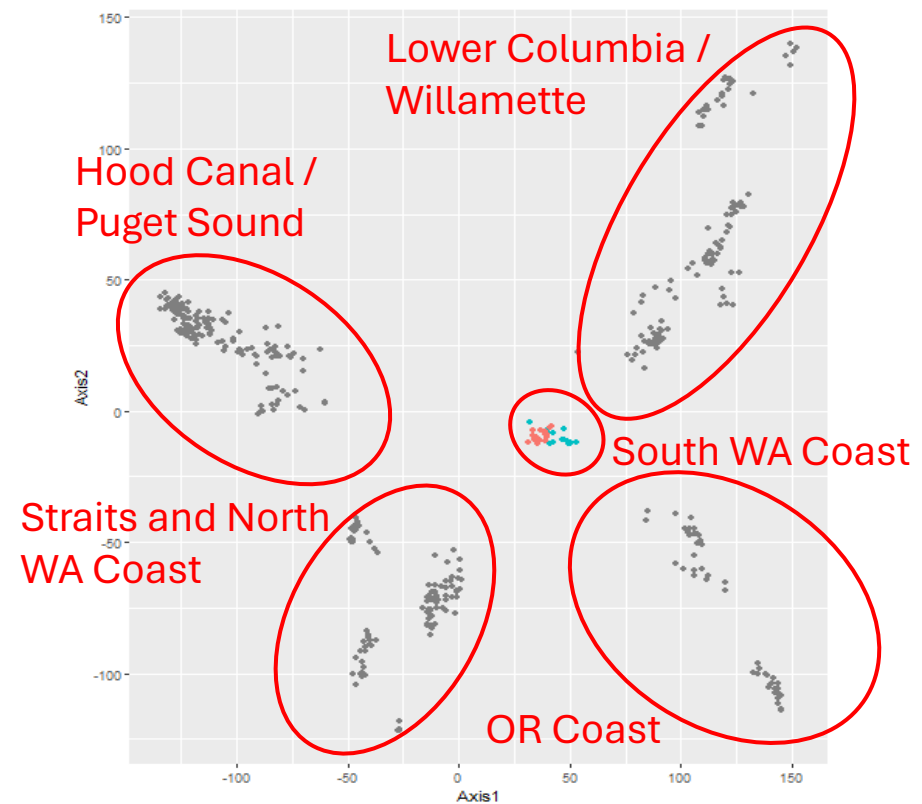 150
Lower Columbia /
Willamette
100
Hood Canal /
Puget Sound
50
Axis2
0
South WA Coast
Straits and North
WA Coast
-50
-100
OR Coast
-100 -50 0 50 100 150
Axis1